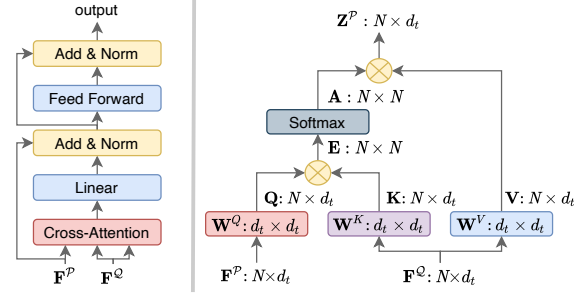 output
Add & Norm
Feed Forward
Add & Norm
Linear
Cross-Attention
F^𝒫 F^𝒬
Z^𝒫 : N × d_t
A : N × N
Softmax
E : N × N
Q: N × d_t K: N × d_t V: N × d_t
W^Q: d_t × d_t W^K: d_t × d_t W^V: d_t × d_t
F^𝒫: N×d_t F^𝒬: N×d_t